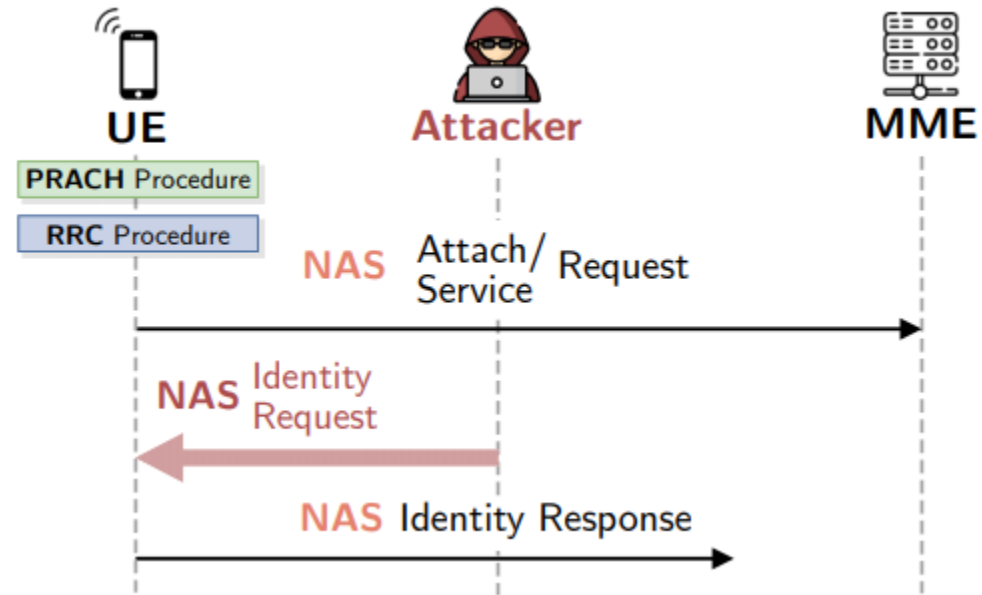 UE
Attacker
MME
PRACH Procedure
RRC Procedure
NAS Attach/ Request
Service
NAS Identity
Request
NAS Identity Response